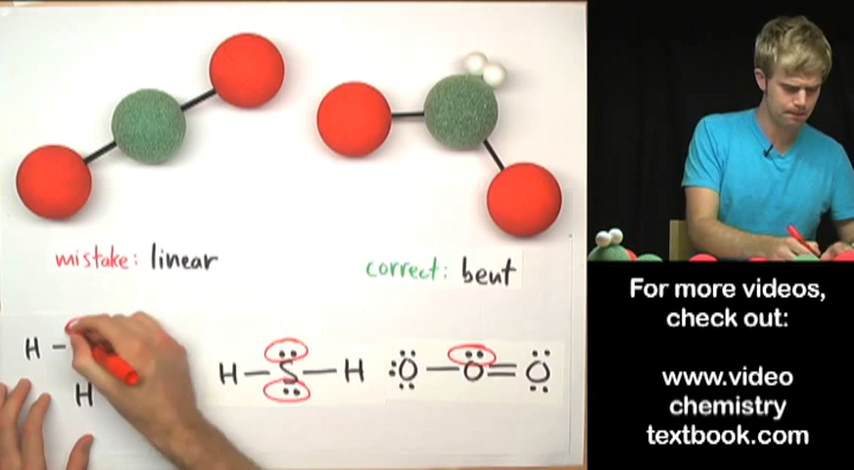 mistake: linear
correct: bent
H –
H
H – S – H
O – O = O
For more videos,
check out:
www.video
chemistry
textbook.com